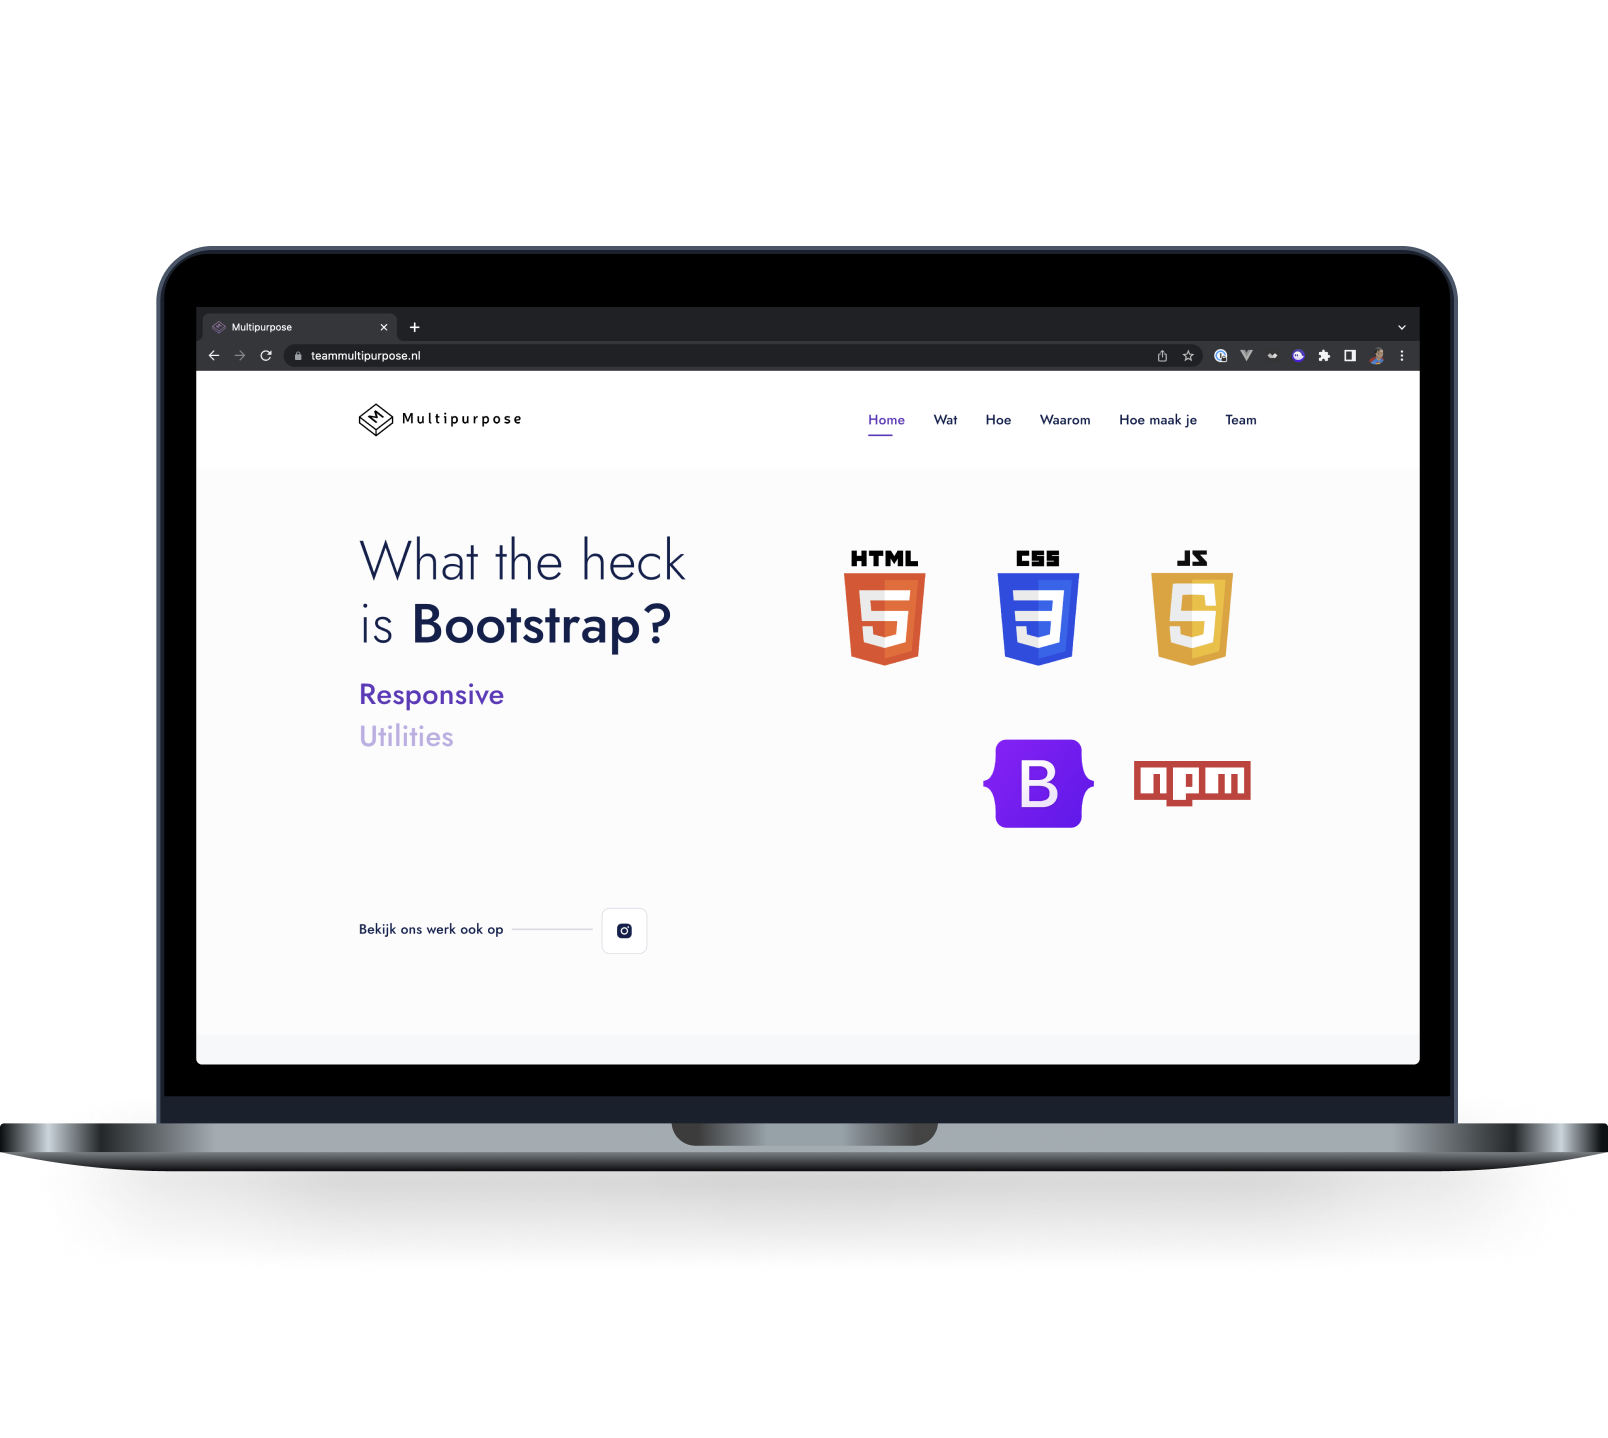 Multipurpose
teammultipurpose.nl
Multipurpose
Home Wat Hoe Waarom Hoe maak je Team
What the heck
is Bootstrap?
Responsive
Utilities
HTML CSS JS
5 3 S
B npm
Bekijk ons werk ook op